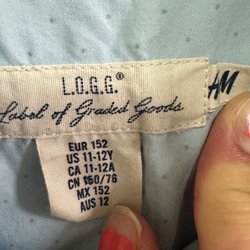 L.O.G.G.®
Label of Graded Goods
HM
EUR 152
US 11-12Y
CA 11-12A
CN 150/76
MX 152
AUS 12